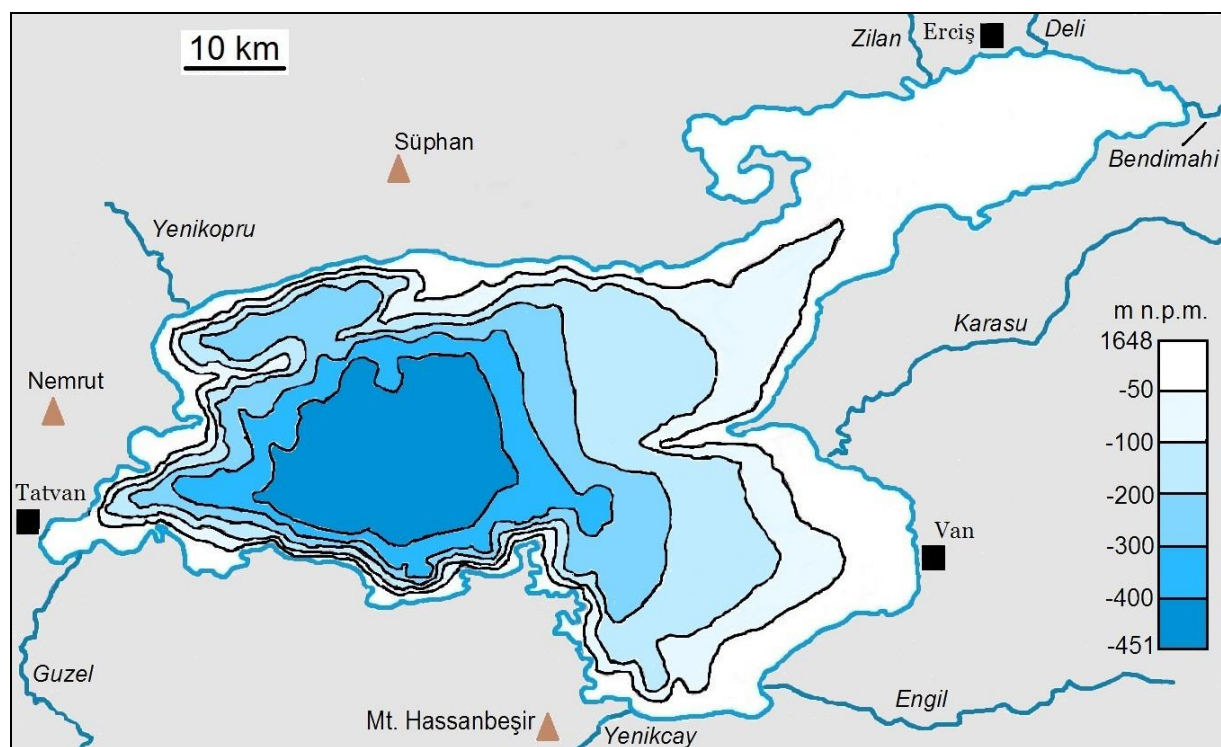 10 km
Zilan
Erciş
Deli
Bendimahi
Süphan
Yenikopru
Karasu
Nemrut
Tatvan
Van
Guzel
Mt. Hassanbeşir
Yenikcay
Engil
m n.p.m.
1648
-50
-100
-200
-300
-400
-451